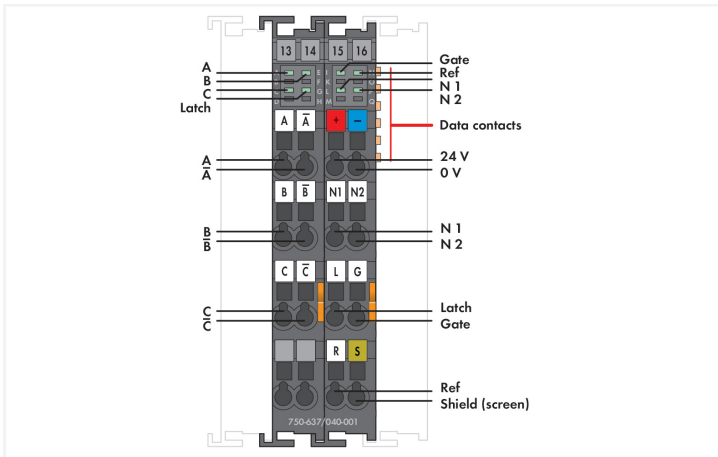 13 14 15 16
A
B
C
Latch
Gate
Ref
N 1
N 2
E I
F K O
G L
D H M Q
Data contacts
A A̅ + −
A
A̅
24 V
0 V
B B̅ N1 N2
B
B̅
N 1
N 2
C C̅ L G
C
C̅
Latch
Gate
R S
Ref
Shield (screen)
750-637/040-001